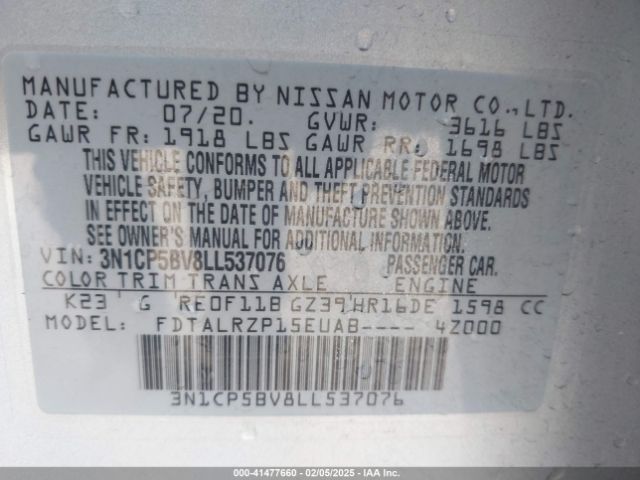 MANUFACTURED BY NISSAN MOTOR CO.,LTD.
DATE: 07/20. GVWR: 3616 LBS
GAWR FR: 1918 LBS GAWR RR: 1698 LBS
THIS VEHICLE CONFORMS TO ALL APPLICABLE FEDERAL MOTOR
VEHICLE SAFETY, BUMPER AND THEFT PREVENTION STANDARDS
IN EFFECT ON THE DATE OF MANUFACTURE SHOWN ABOVE.
SEE OWNER'S MANUAL FOR ADDITIONAL INFORMATION
VIN: 3N1CP5BV8LL537076 PASSENGER CAR.
COLOR TRIM TRANS AXLE ENGINE
K23 G RE0F11B GZ39 HR16DE 1598 CC
MODEL: FDTALRZP15EUAB---- 4Z000
3N1CP5BV8LL537076
000-41477660 | 02/05/2025 | IAA Inc.